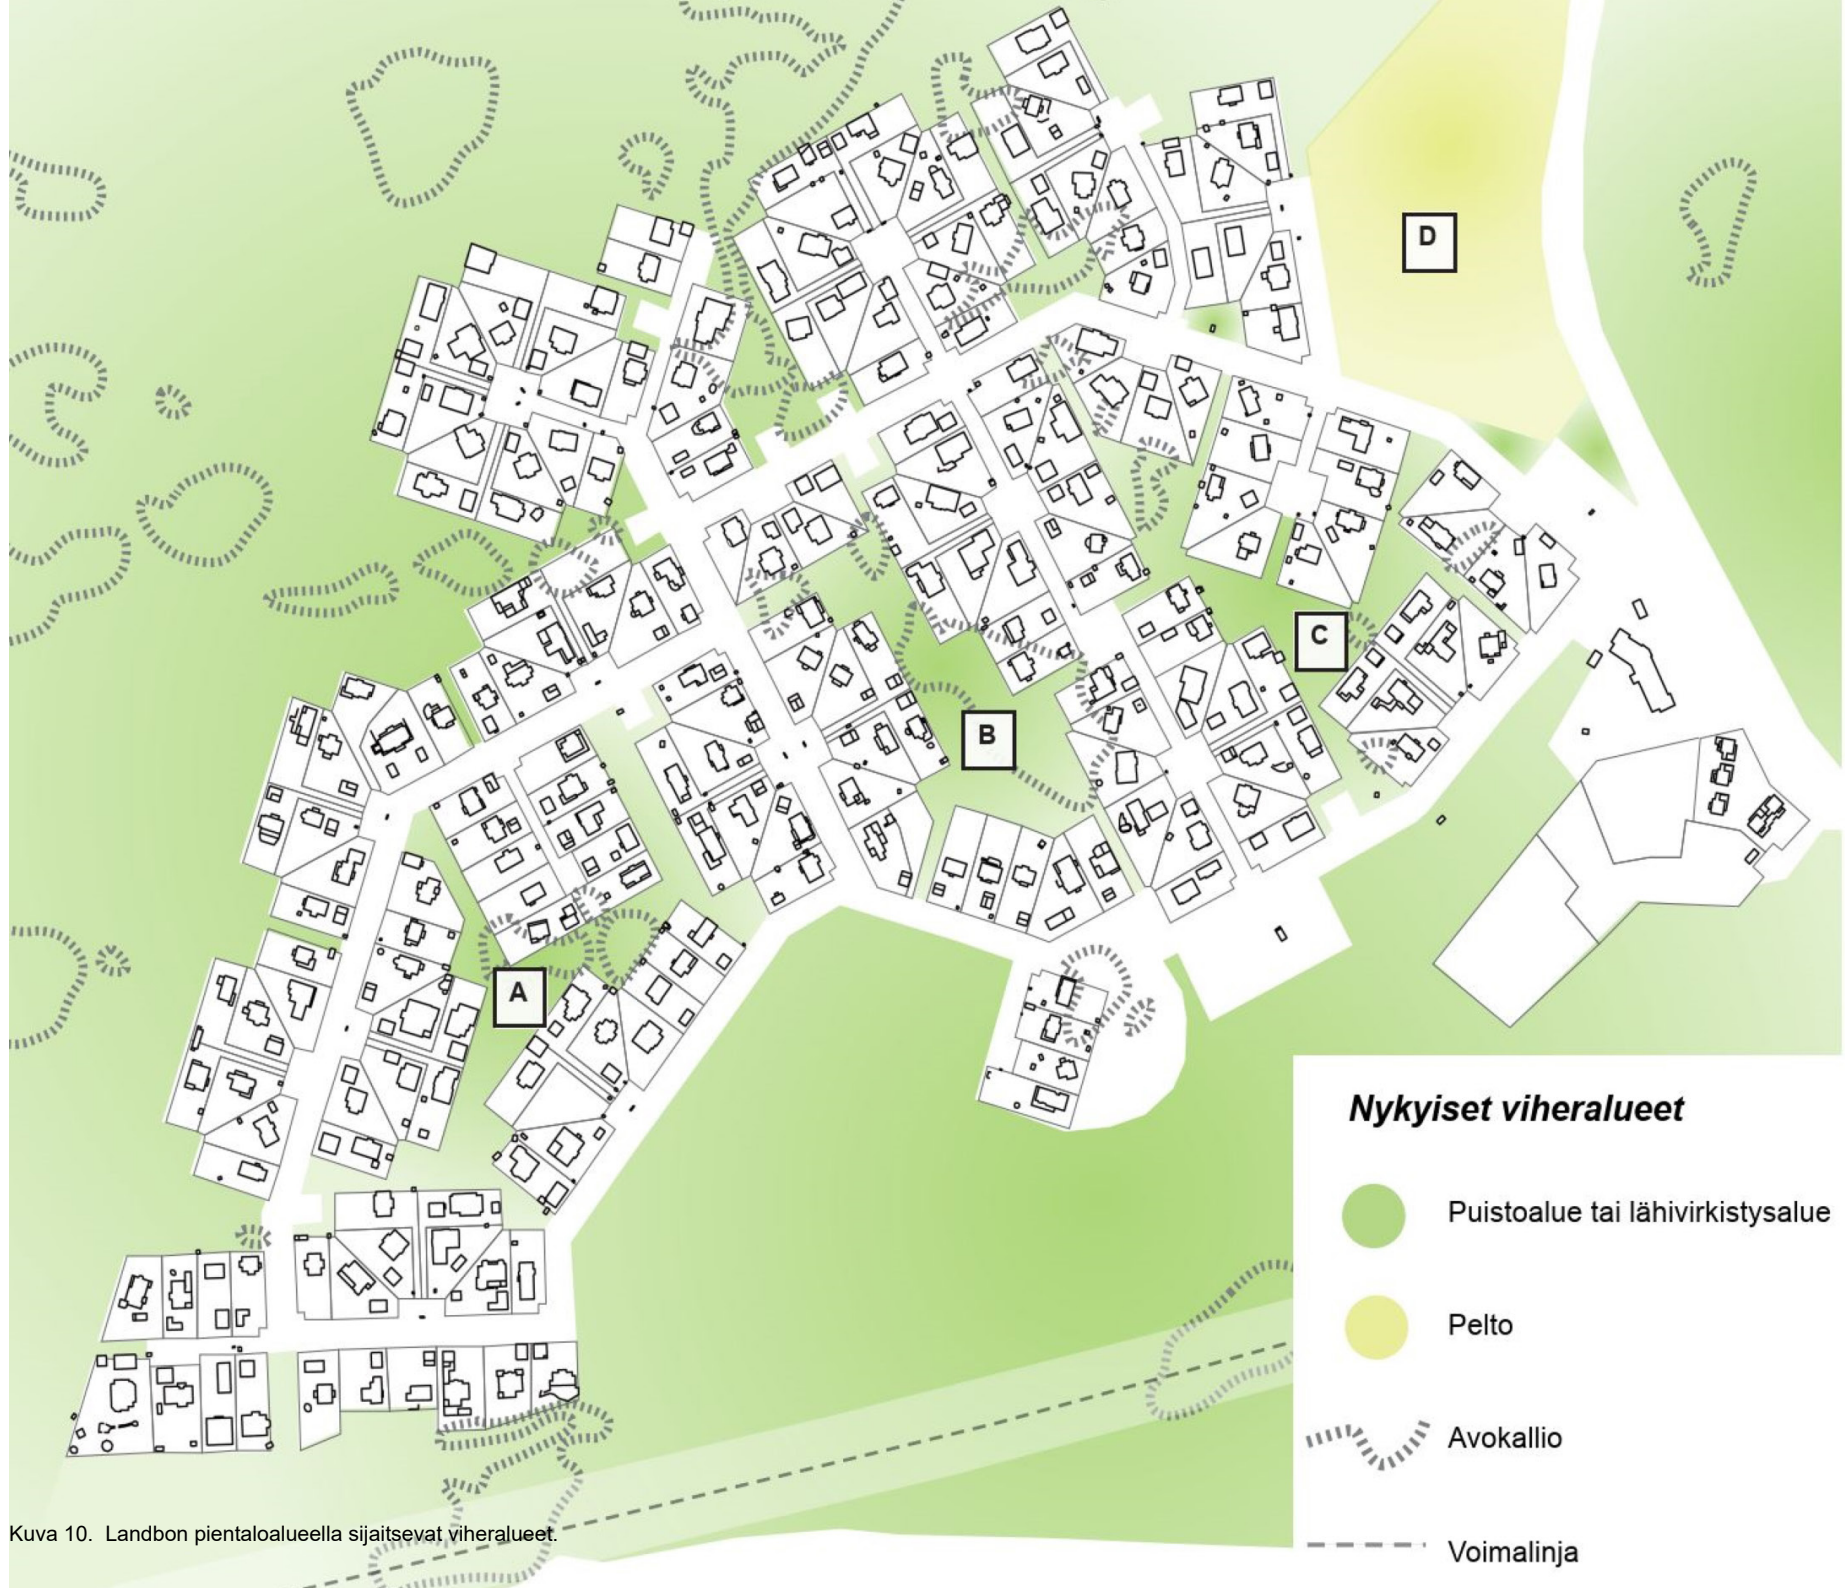 D
C
B
A
Nykyiset viheralueet
Puistoalue tai lähivirkistysalue
Pelto
Avokallio
Voimalinja
Kuva 10. Landbon pientaloalueella sijaitsevat viheralueet.